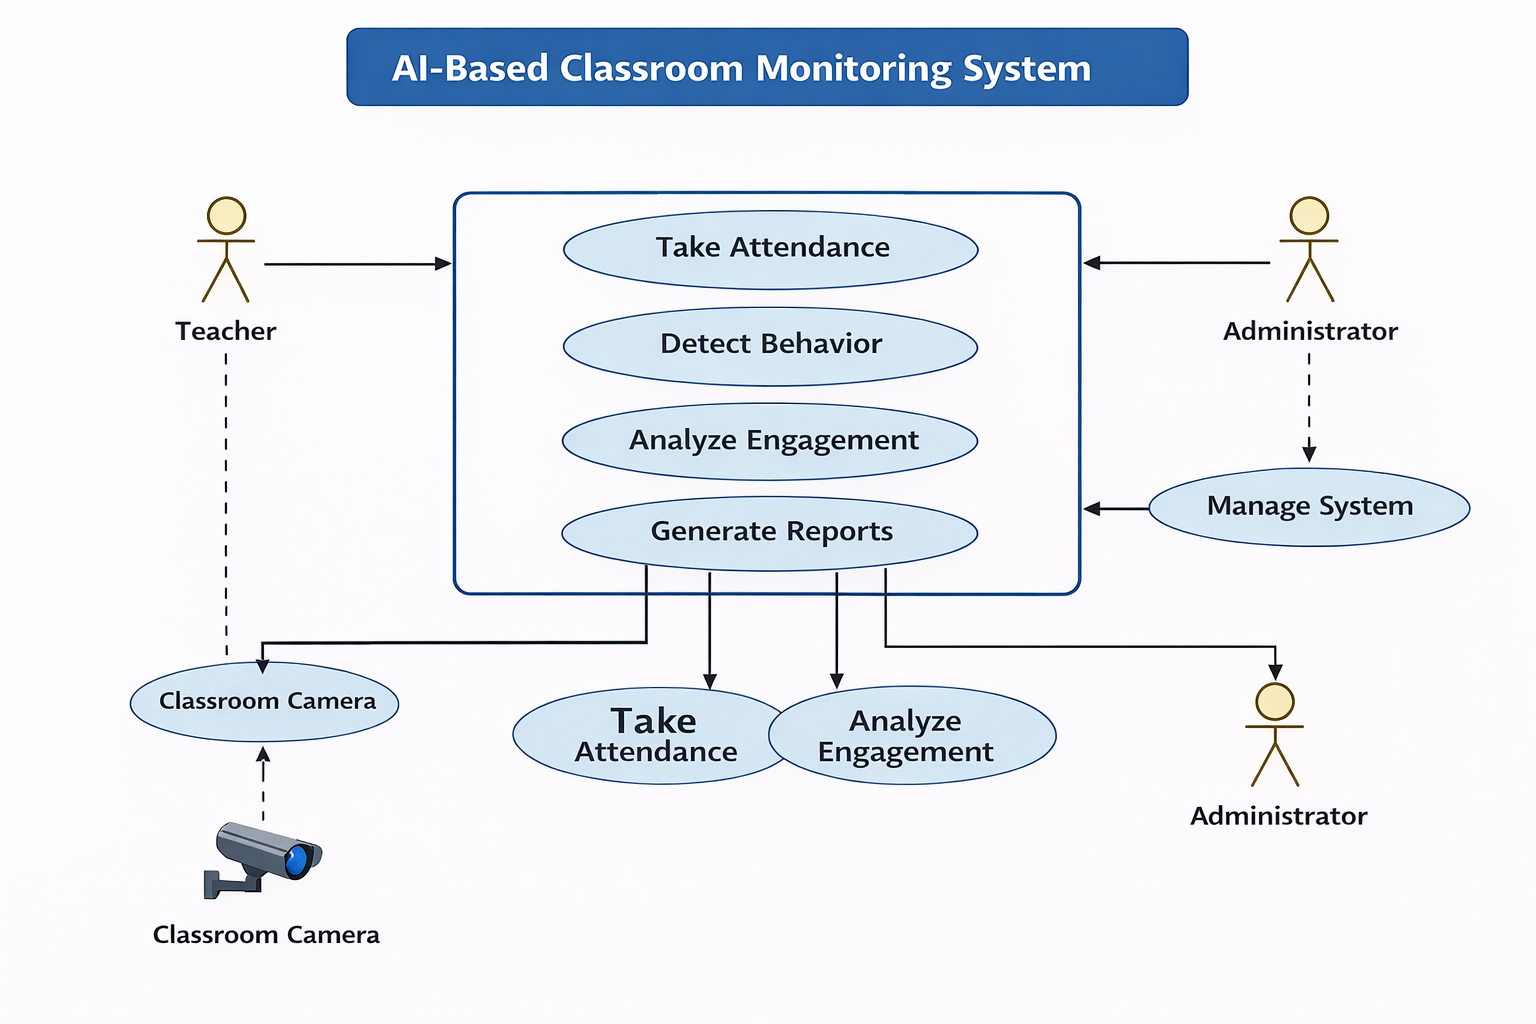 AI-Based Classroom Monitoring System
Take Attendance
Teacher
Administrator
Detect Behavior
Analyze Engagement
Generate Reports
Manage System
Classroom Camera
Take
Attendance
Analyze
Engagement
Administrator
Classroom Camera